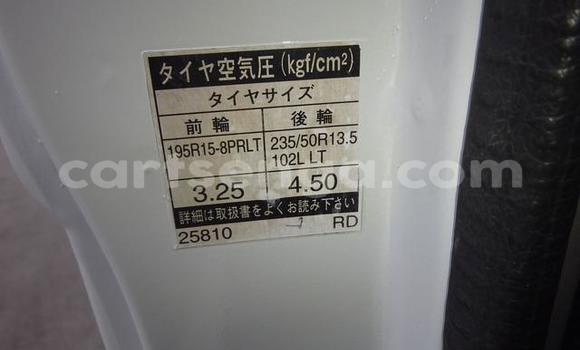 タイヤ空気圧(kgf/cm²)
タイヤサイズ
前輪 後輪
195R15-8PRLT 235/50R13.5
102L LT
3.25 4.50
詳細は取扱書をよくお読み下さい
25810 RD